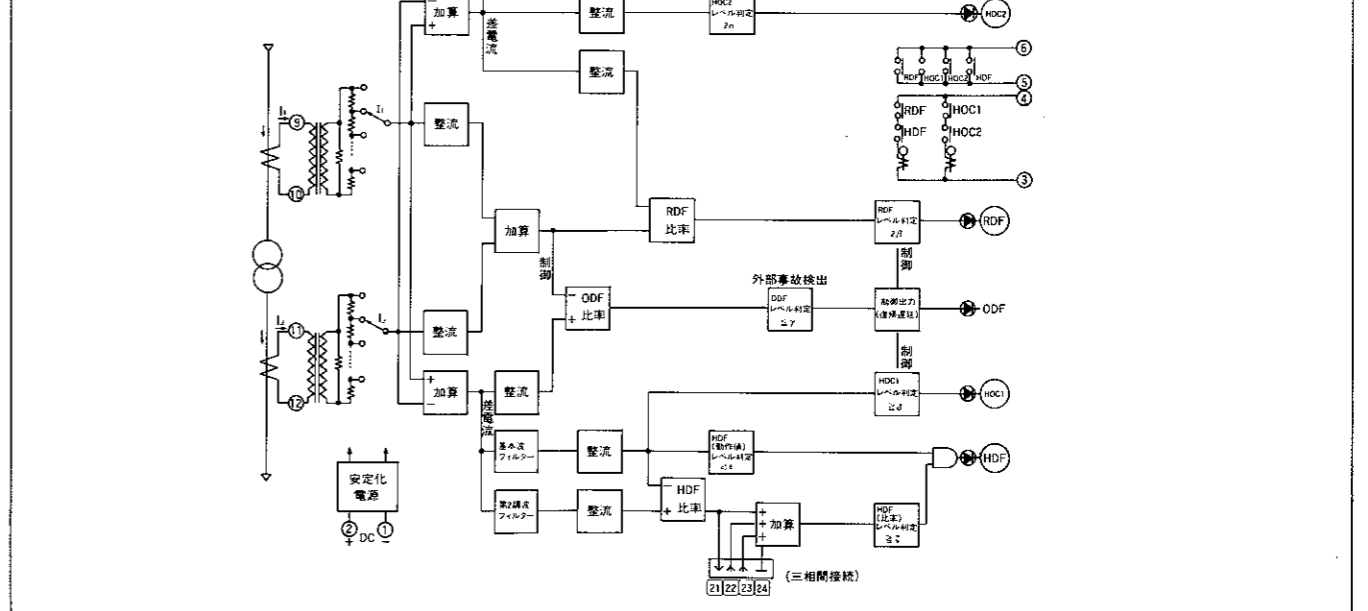 加算
整流
HOC2
レベル判定
HOC2
差電流
整流
⑥
RDF
HOC1
HOC2
HDF
⑤
④
RDF
HOC1
HDF
HOC2
③
I₁
⑨
I₁
整流
⑩
加算
RDF
比率
RDF
レベル判定
RDF
制御
制御
外部事故検出
ODF
比率
レベル判定
≧γ
制御出力
ODF
制御
I₂
⑪
整流
⑫
加算
整流
差電流
HOC1
レベル判定
HOC1
基本波
フィルター
整流
HDF
(動作値)
レベル判定
HDF
安定化
電源
第2調波
フィルター
整流
HDF
比率
加算
HDF
(比率)
レベル判定
② ①
+ DC −
(三相間接続)
21 22 23 24